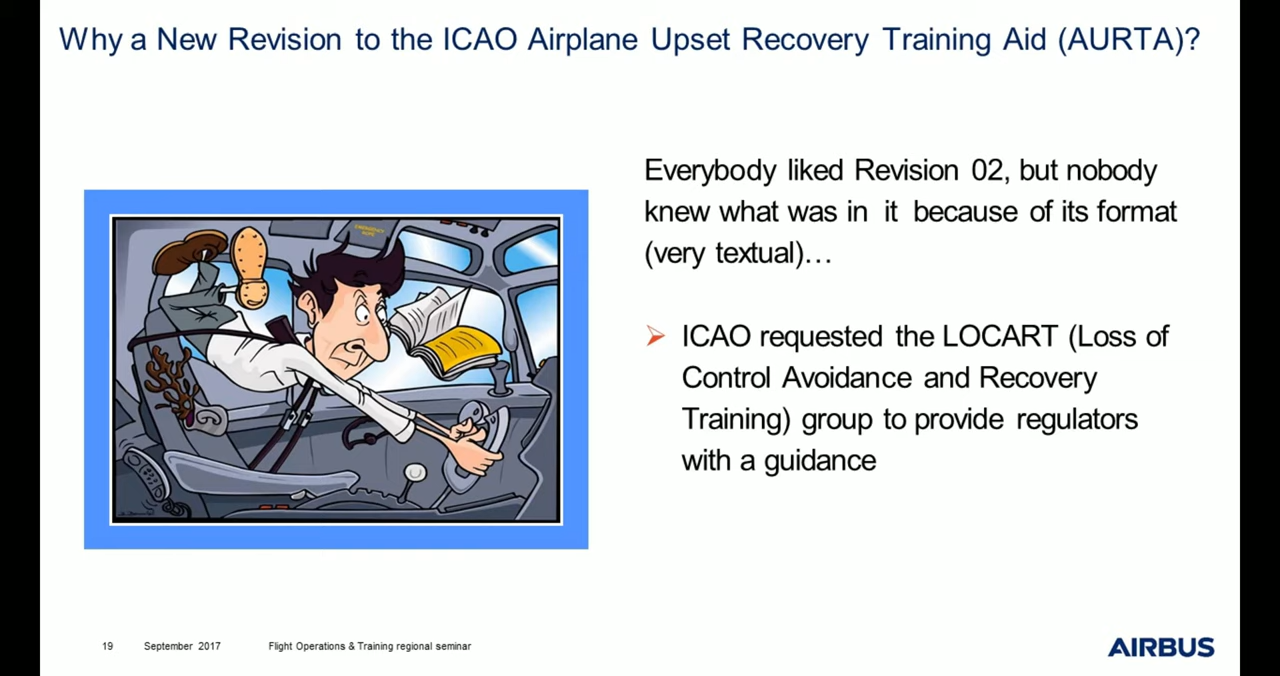 Why a New Revision to the ICAO Airplane Upset Recovery Training Aid (AURTA)?
Everybody liked Revision 02, but nobody
knew what was in it because of its format
(very textual)…
ICAO requested the LOCART (Loss of
Control Avoidance and Recovery
Training) group to provide regulators
with a guidance
19 September 2017 Flight Operations & Training regional seminar
AIRBUS